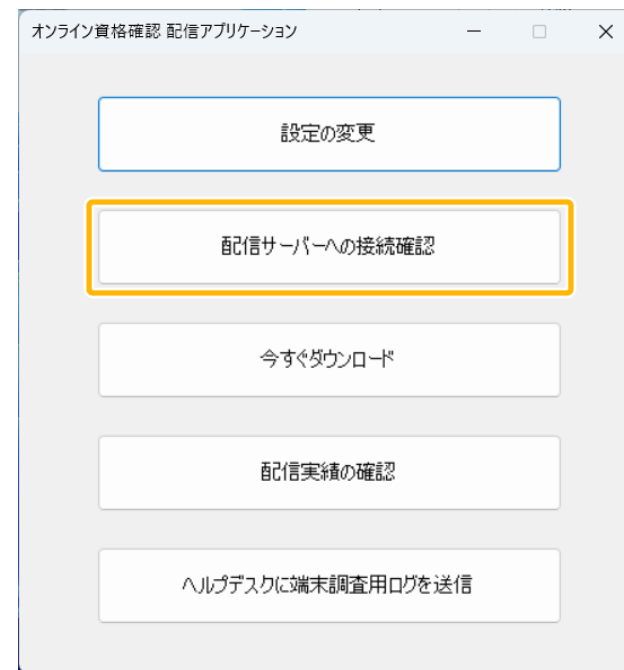 オンライン資格確認 配信アプリケーション
設定の変更
配信サーバーへの接続確認
今すぐダウンロード
配信実績の確認
ヘルプデスクに端末調査用ログを送信